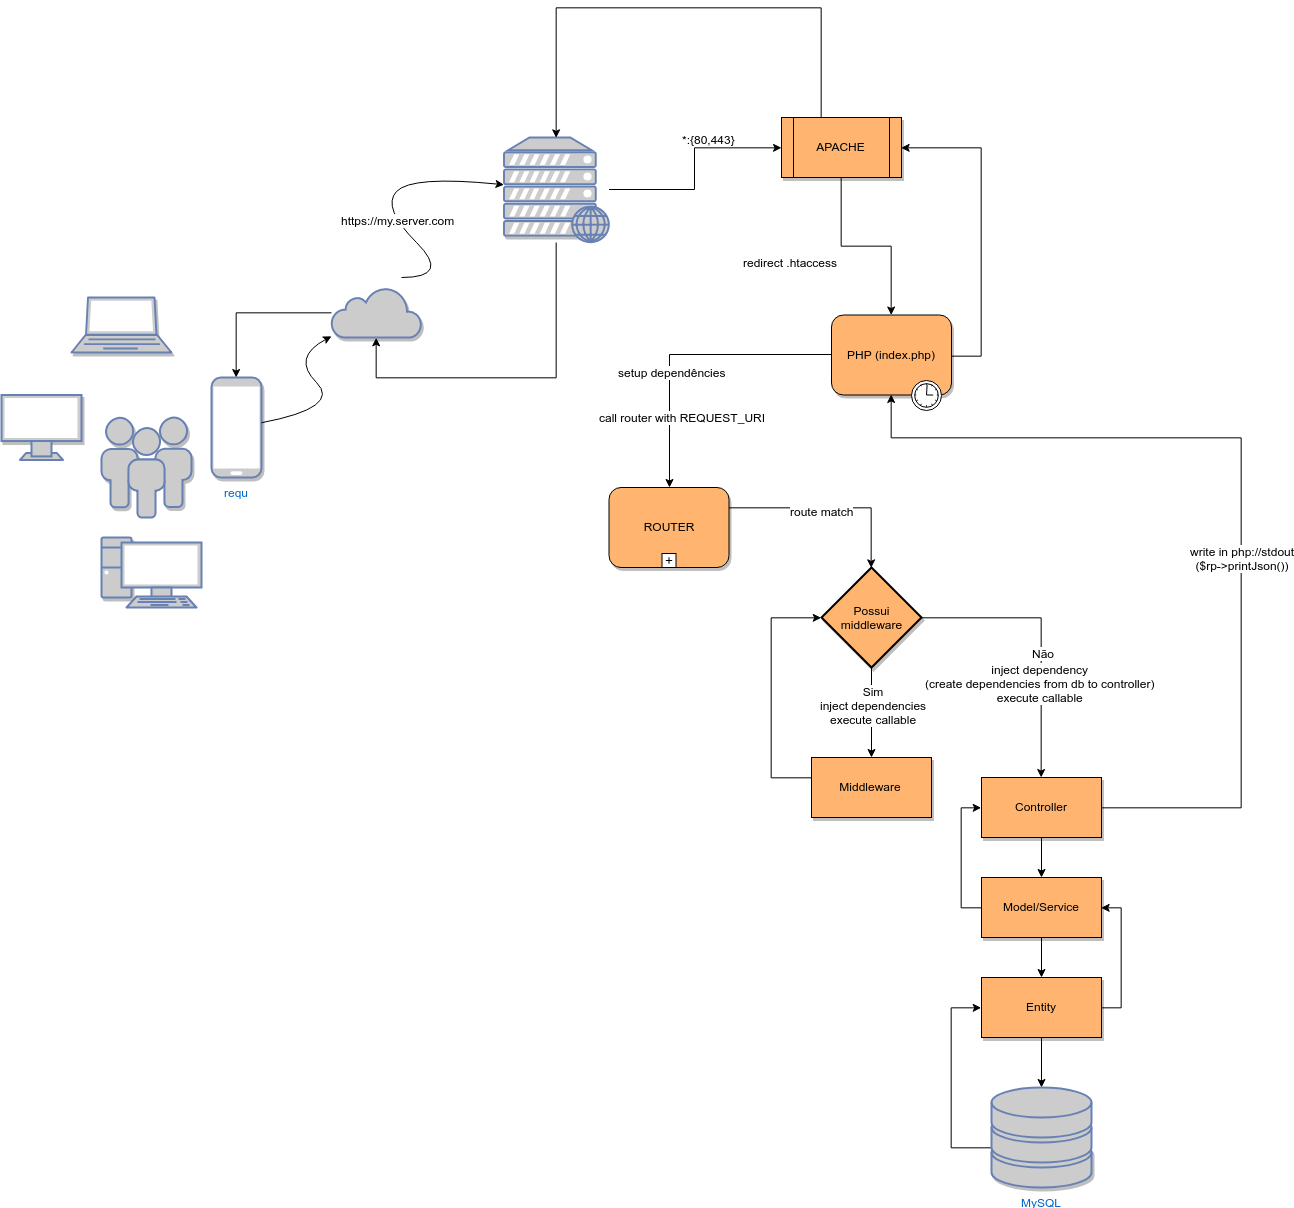 *:{80,443}
APACHE
https://my.server.com
redirect .htaccess
PHP (index.php)
setup dependências
call router with REQUEST_URI
requ
ROUTER
route match
write in php://stdout
($rp->printJson())
Possui
middleware
Não
inject dependency
(create dependencies from db to controller)
execute callable
Sim
inject dependencies
execute callable
Middleware
Controller
Model/Service
Entity
MySQL